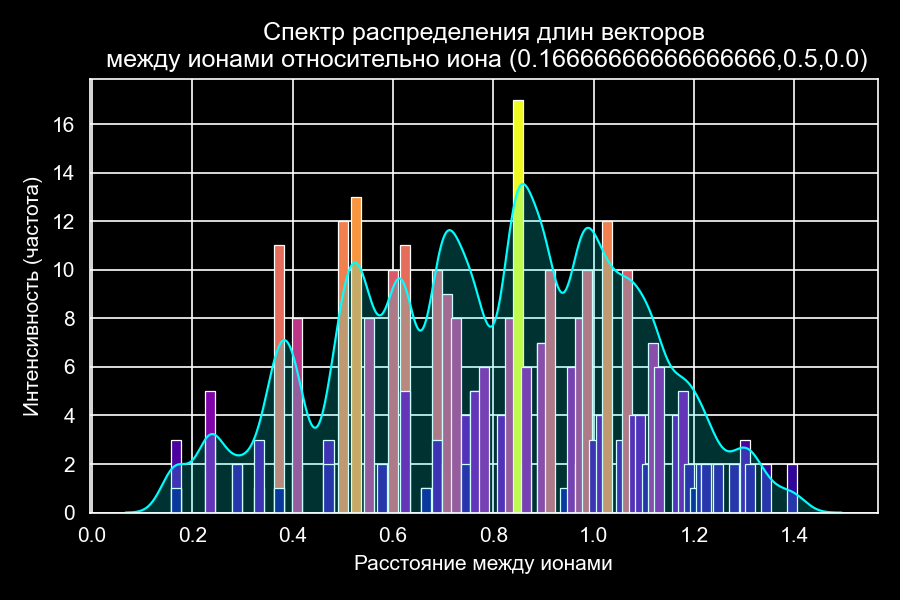 Спектр распределения длин векторов
между ионами относительно иона (0.16666666666666666,0.5,0.0)
Интенсивность (частота)
16
14
12
10
8
6
4
2
0
0.0 0.2 0.4 0.6 0.8 1.0 1.2 1.4
Расстояние между ионами